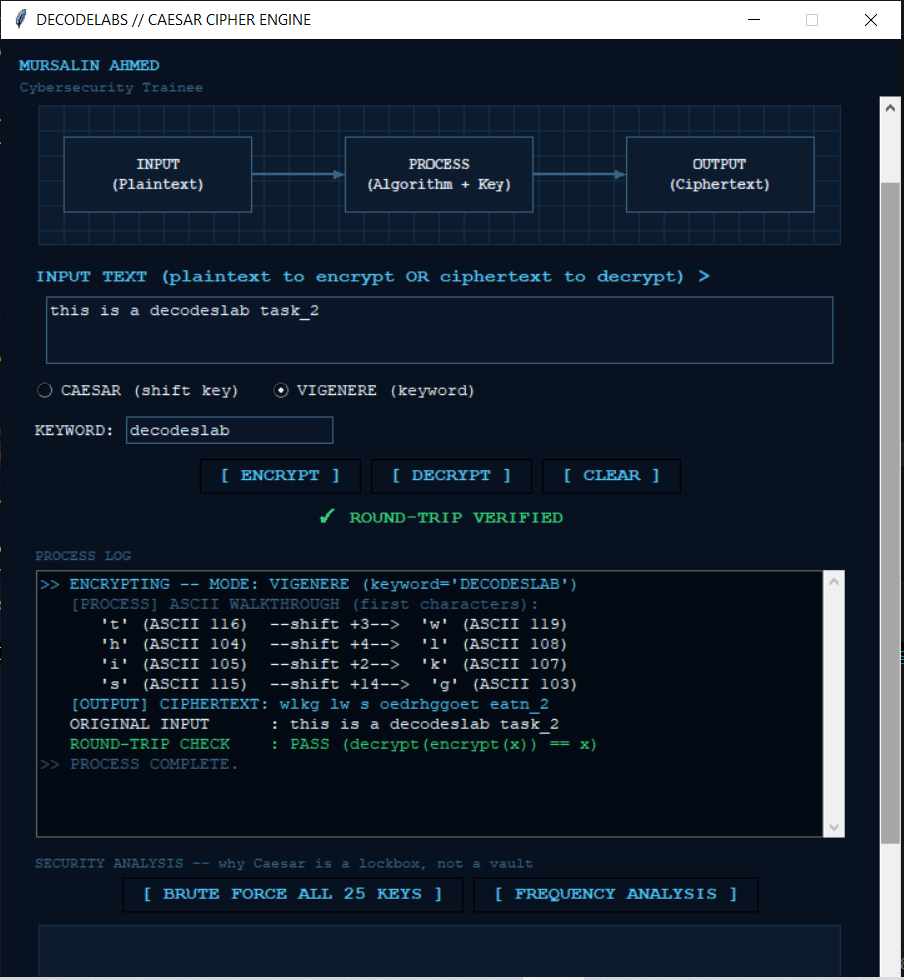 DECODELABS // CAESAR CIPHER ENGINE
MURSALIN AHMED
Cybersecurity Trainee
INPUT
(Plaintext)
PROCESS
(Algorithm + Key)
OUTPUT
(Ciphertext)
INPUT TEXT (plaintext to encrypt OR ciphertext to decrypt) >
this is a decodeslab task_2
CAESAR (shift key) VIGENERE (keyword)
KEYWORD: decodeslab
[ ENCRYPT ] [ DECRYPT ] [ CLEAR ]
✓ ROUND-TRIP VERIFIED
PROCESS LOG
>> ENCRYPTING -- MODE: VIGENERE (keyword='DECODESLAB')
[PROCESS] ASCII WALKTHROUGH (first characters):
't' (ASCII 116) --shift +3--> 'w' (ASCII 119)
'h' (ASCII 104) --shift +4--> 'l' (ASCII 108)
'i' (ASCII 105) --shift +2--> 'k' (ASCII 107)
's' (ASCII 115) --shift +14--> 'g' (ASCII 103)
[OUTPUT] CIPHERTEXT: wlkg lw s oedrhggoet eatn_2
ORIGINAL INPUT : this is a decodeslab task_2
ROUND-TRIP CHECK : PASS (decrypt(encrypt(x)) == x)
>> PROCESS COMPLETE.
SECURITY ANALYSIS -- why Caesar is a lockbox, not a vault
[ BRUTE FORCE ALL 25 KEYS ] [ FREQUENCY ANALYSIS ]